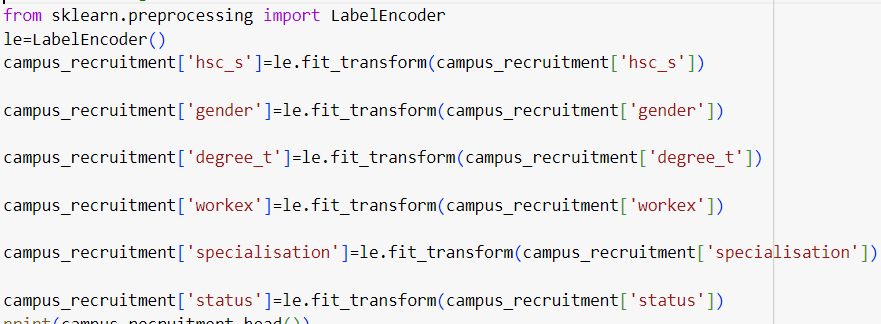 from sklearn.preprocessing import LabelEncoder
le=LabelEncoder()
campus_recruitment['hsc_s']=le.fit_transform(campus_recruitment['hsc_s'])
campus_recruitment['gender']=le.fit_transform(campus_recruitment['gender'])
campus_recruitment['degree_t']=le.fit_transform(campus_recruitment['degree_t'])
campus_recruitment['workex']=le.fit_transform(campus_recruitment['workex'])
campus_recruitment['specialisation']=le.fit_transform(campus_recruitment['specialisation'])
campus_recruitment['status']=le.fit_transform(campus_recruitment['status'])
print(campus_recruitment.head())